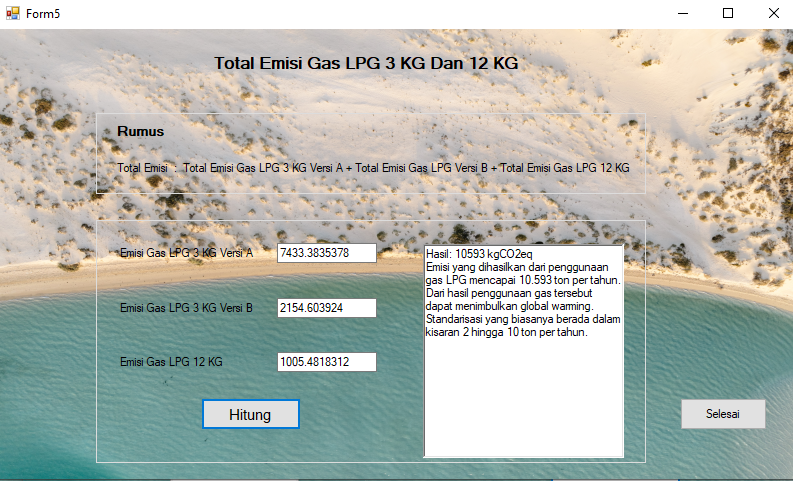 Form5
Total Emisi Gas LPG 3 KG Dan 12 KG
Rumus
Total Emisi : Total Emisi Gas LPG 3 KG Versi A + Total Emisi Gas LPG Versi B + Total Emisi Gas LPG 12 KG
Emisi Gas LPG 3 KG Versi A
7433.3835378
Emisi Gas LPG 3 KG Versi B
2154.603924
Emisi Gas LPG 12 KG
1005.4818312
Hitung
Hasil: 10593 kgCO2eq
Emisi yang dihasilkan dari penggunaan
gas LPG mencapai 10.593 ton per tahun.
Dari hasil penggunaan gas tersebut
dapat menimbulkan global warming.
Standarisasi yang biasanya berada dalam
kisaran 2 hingga 10 ton per tahun.
Selesai